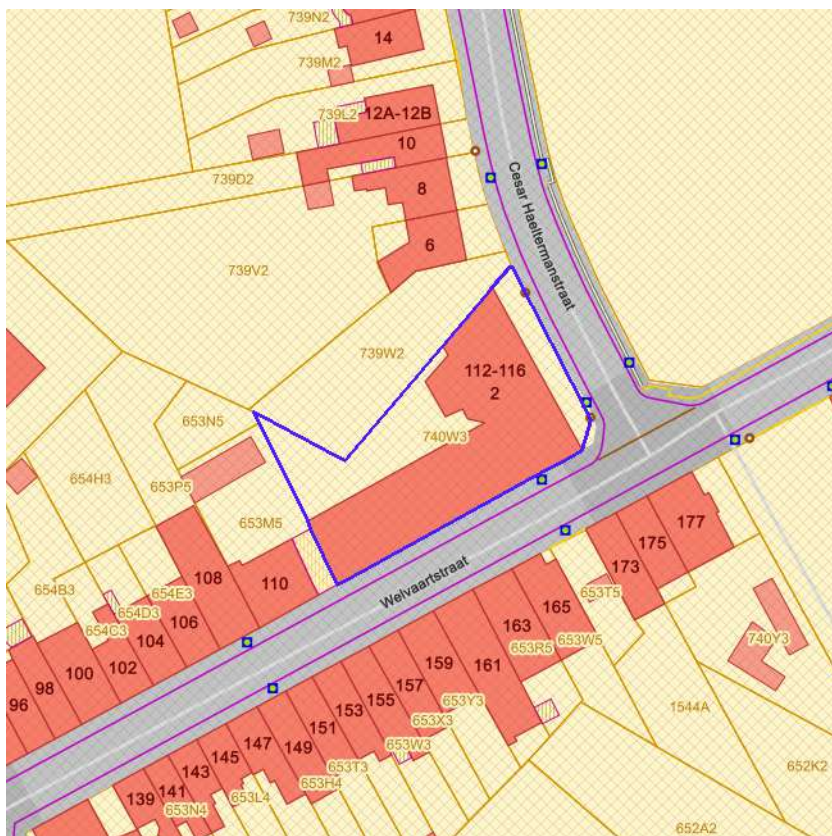 739N2
14
739M2
739L2
12A-12B
10
739D2
8
Cesar Haeltermanstraat
6
739V2
739W2
112-116
2
653N5
740W3
654H3
653P5
653M5
177
175
173
108
110
Welvaartstraat
654B3
654E3
654D3
654C3
106
104
102
100
98
96
653T5
165
163
653R5
653W5
740Y3
161
159
653Y3
157
155
653X3
153
653W3
151
149
653T3
147
653H4
145
143
653L4
141
139
653N4
1544A
652K2
652A2